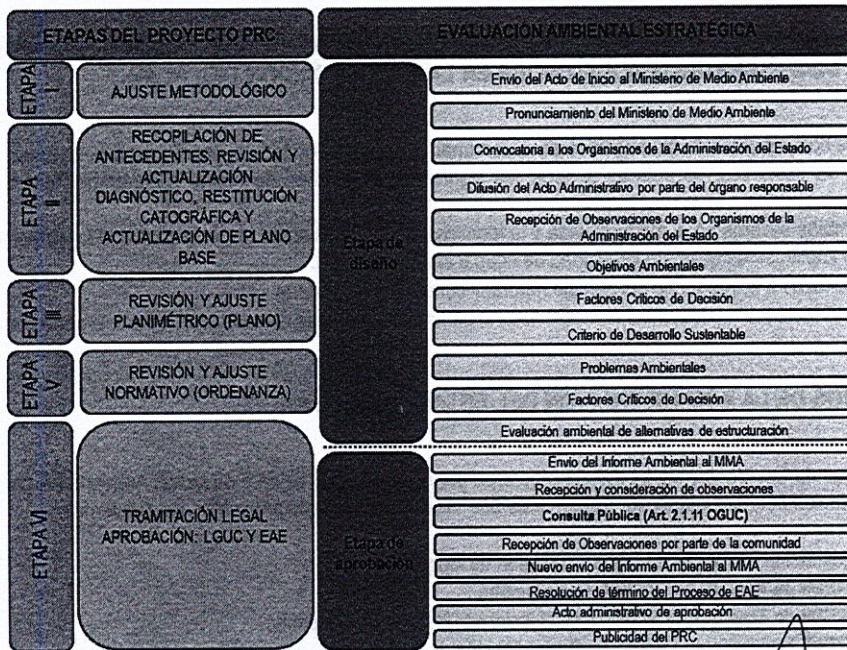 ETAPAS DEL PROYECTO PRC
EVALUACIÓN AMBIENTAL ESTRATÉGICA
ETAPA
I
AJUSTE METODOLÓGICO
ETAPA
II
RECOPILACIÓN DE
ANTECEDENTES, REVISIÓN Y
ACTUALIZACIÓN
DIAGNÓSTICO, RESTITUCIÓN
CATOGRÁFICA Y
ACTUALIZACIÓN DE PLANO
BASE
ETAPA
III
REVISIÓN Y AJUSTE
PLANIMÉTRICO (PLANO)
ETAPA
V
REVISIÓN Y AJUSTE
NORMATIVO (ORDENANZA)
ETAPA VI
TRAMITACIÓN LEGAL
APROBACIÓN: LGUC Y EAE
Etapa de
diseño
Envío del Acto de Inicio al Ministerio de Medio Ambiente
Pronunciamiento del Ministerio de Medio Ambiente
Convocatoria a los Organismos de la Administración del Estado
Difusión del Acto Administrativo por parte del órgano responsable
Recepción de Observaciones de los Organismos de la
Administración del Estado
Objetivos Ambientales
Factores Críticos de Decisión
Criterio de Desarrollo Sustentable
Problemas Ambientales
Factores Críticos de Decisión
Evaluación ambiental de alternativas de estructuración
Etapa de
aprobación
Envío del Informe Ambiental al MMA
Recepción y consideración de observaciones
Consulta Pública (Art. 2.1.11 OGUC)
Recepción de Observaciones por parte de la comunidad
Nuevo envío del Informe Ambiental al MMA
Resolución de término del Proceso de EAE
Acto administrativo de aprobación
Publicidad del PRC